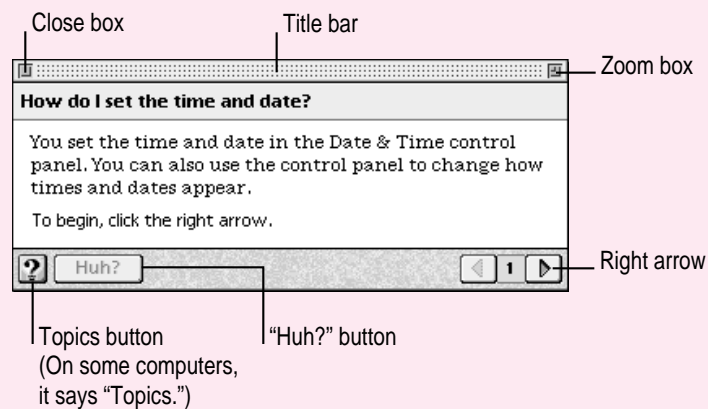 Close box
Title bar
Zoom box
How do I set the time and date?
You set the time and date in the Date & Time control
panel. You can also use the control panel to change how
times and dates appear.
To begin, click the right arrow.
?
Huh?
1
Right arrow
Topics button
(On some computers,
it says “Topics.”)
“Huh?” button